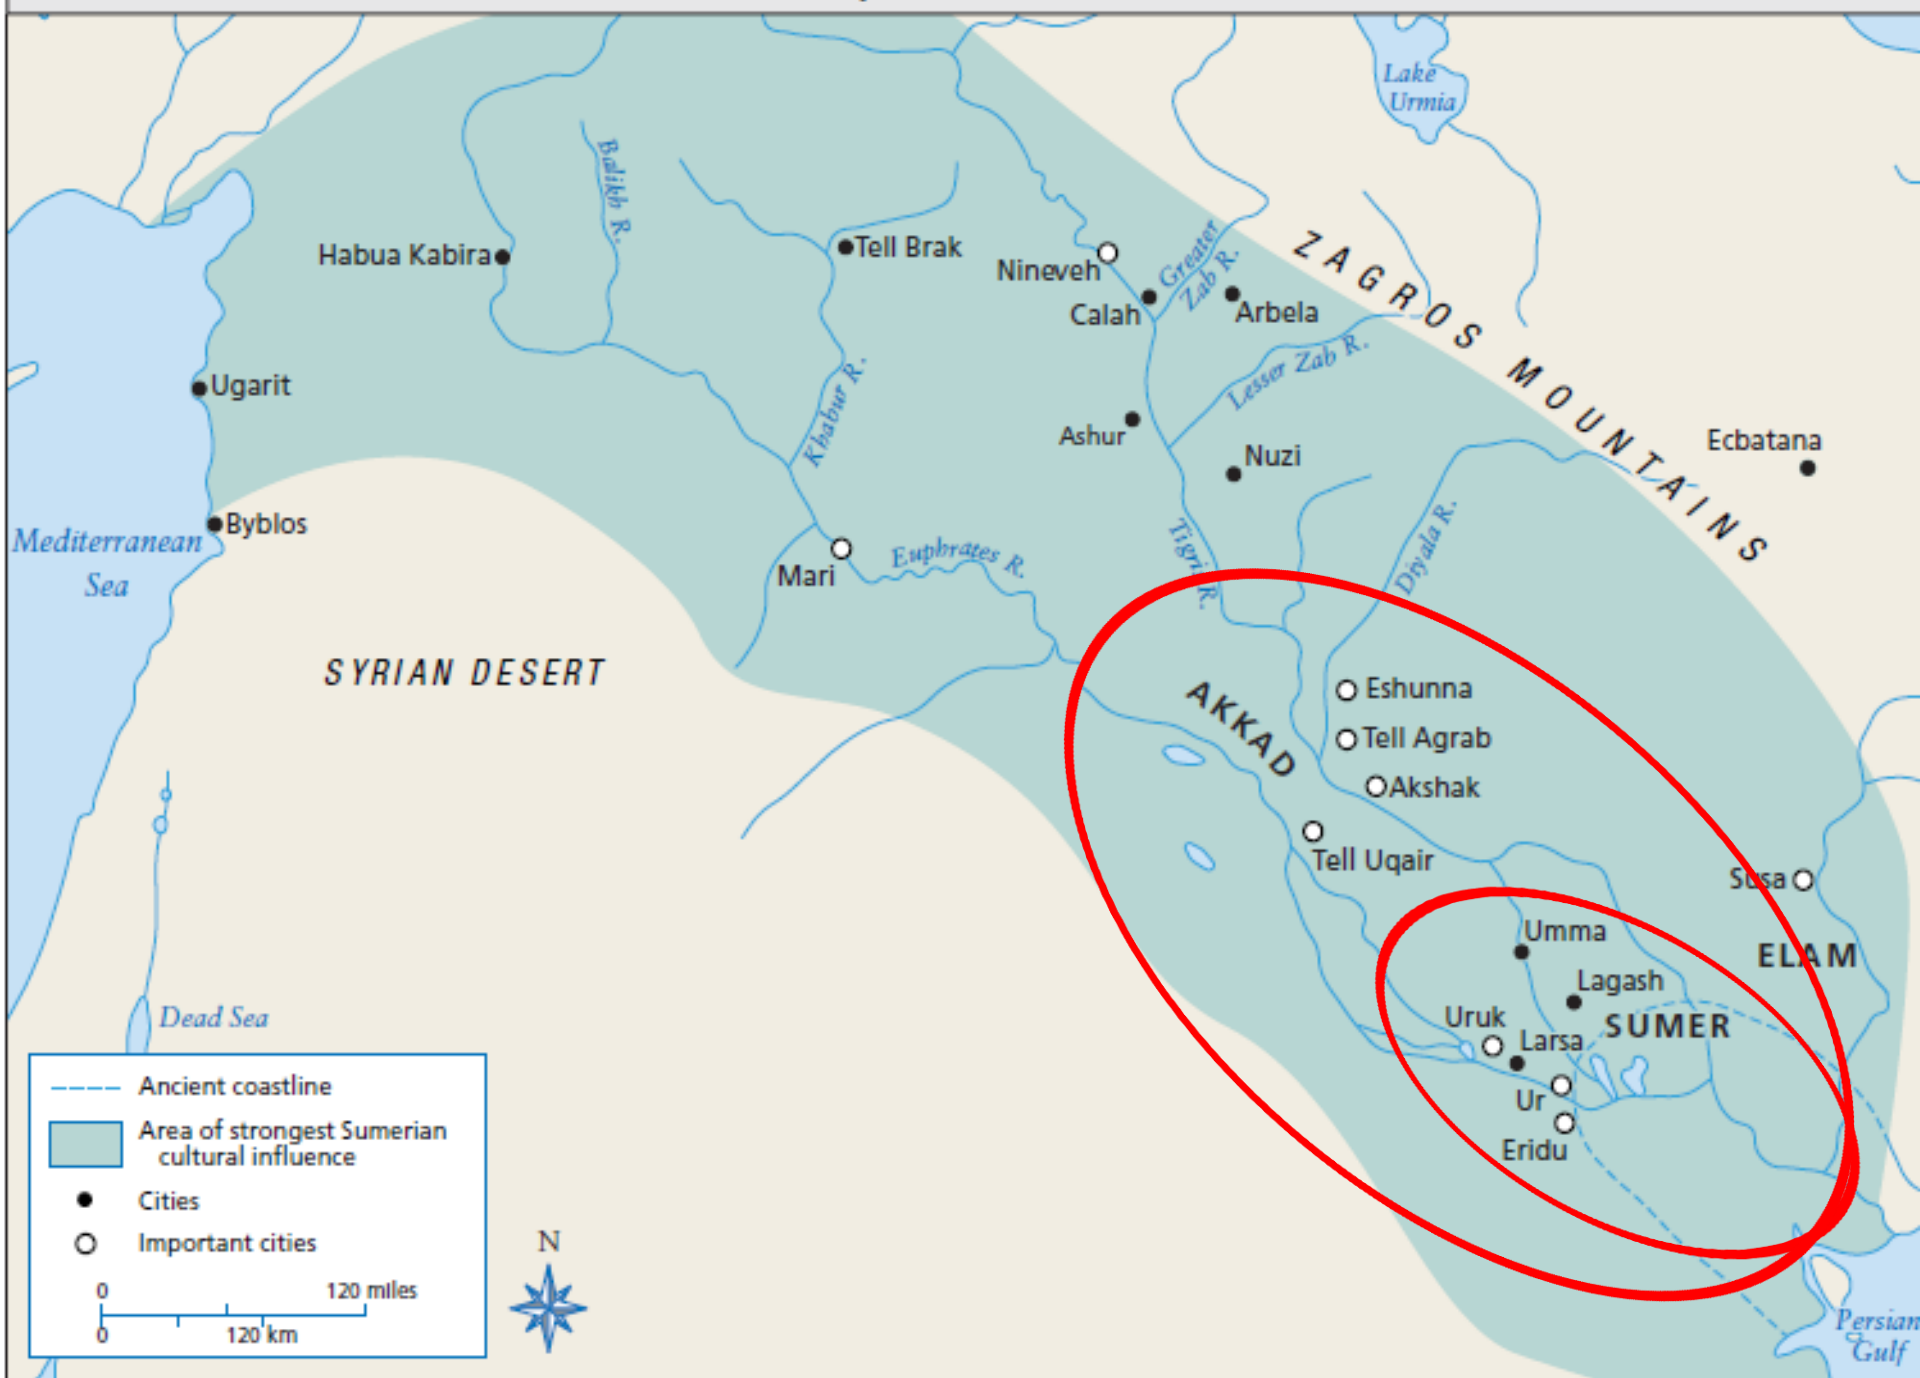 Lake
Urmia
Balikh R.
Habua Kabira
Tell Brak
Nineveh
Greater
Zab R.
Calah
Arbela
ZAGROS MOUNTAINS
Lesser Zab R.
Ugarit
Khabur R.
Ashur
Nuzi
Ecbatana
Byblos
Mediterranean
Sea
Mari
Euphrates R.
Tigris R.
Diyala R.
SYRIAN DESERT
AKKAD
Eshunna
Tell Agrab
Akshak
Tell Uqair
Susa
ELAM
Umma
Lagash
Uruk
SUMER
Larsa
Ur
Eridu
Dead Sea
Ancient coastline
Area of strongest Sumerian
cultural influence
Cities
Important cities
0 120 miles
0 120 km
N
Persian
Gulf